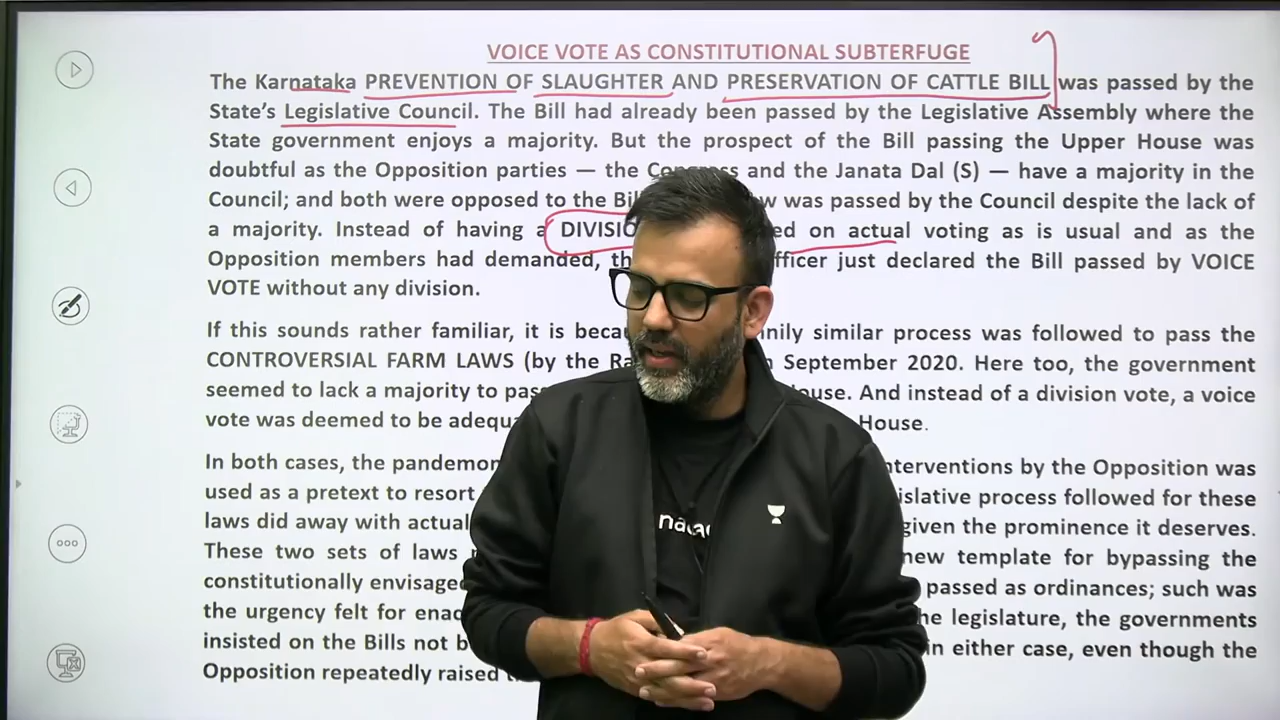 VOICE VOTE AS CONSTITUTIONAL SUBTERFUGE
The Karnataka PREVENTION OF SLAUGHTER AND PRESERVATION OF CATTLE BILL was passed by the
State's Legislative Council. The Bill had already been passed by the Legislative Assembly where the
State government enjoys a majority. But the prospect of the Bill passing the Upper House was
doubtful as the Opposition parties — the Congress and the Janata Dal (S) — have a majority in the
Council; and both were opposed to the was passed by the Council despite the lack of
a majority. Instead of having a on actual voting as is usual and as the
Opposition members had demanded, just declared the Bill passed by VOICE
VOTE without any division.
If this sounds rather familiar, it is similar process was followed to pass the
CONTROVERSIAL FARM LAWS (by the September 2020. Here too, the government
seemed to lack a majority to And instead of a division vote, a voice
vote was deemed to be House.
In both cases, the interventions by the Opposition was
used as a pretext to resort process followed for these
laws did away with actual given the prominence it deserves.
These two sets of laws new template for bypassing the
constitutionally passed as ordinances; such was
the urgency felt for the legislature, the governments
insisted on the Bills not in either case, even though the
Opposition repeatedly raised